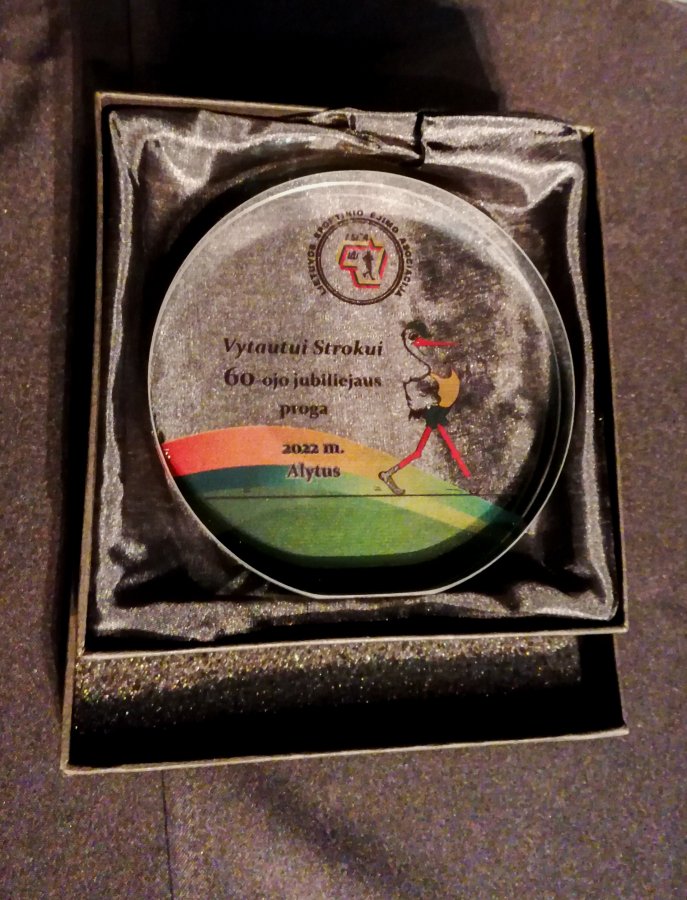 LIETUVOS SPORTINIO ĖJIMO ASOCIACIJA
Vytautui Strokui
60-ojo jubiliejaus
proga
2022 m.
Alytus